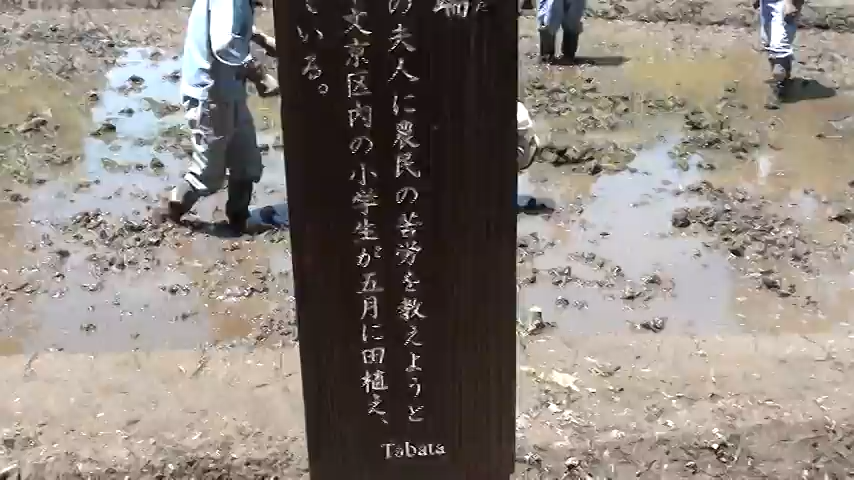 の夫人に農民の苦労を教えようと
文京区内の小学生が五月に田植え、
ている。
Tabata